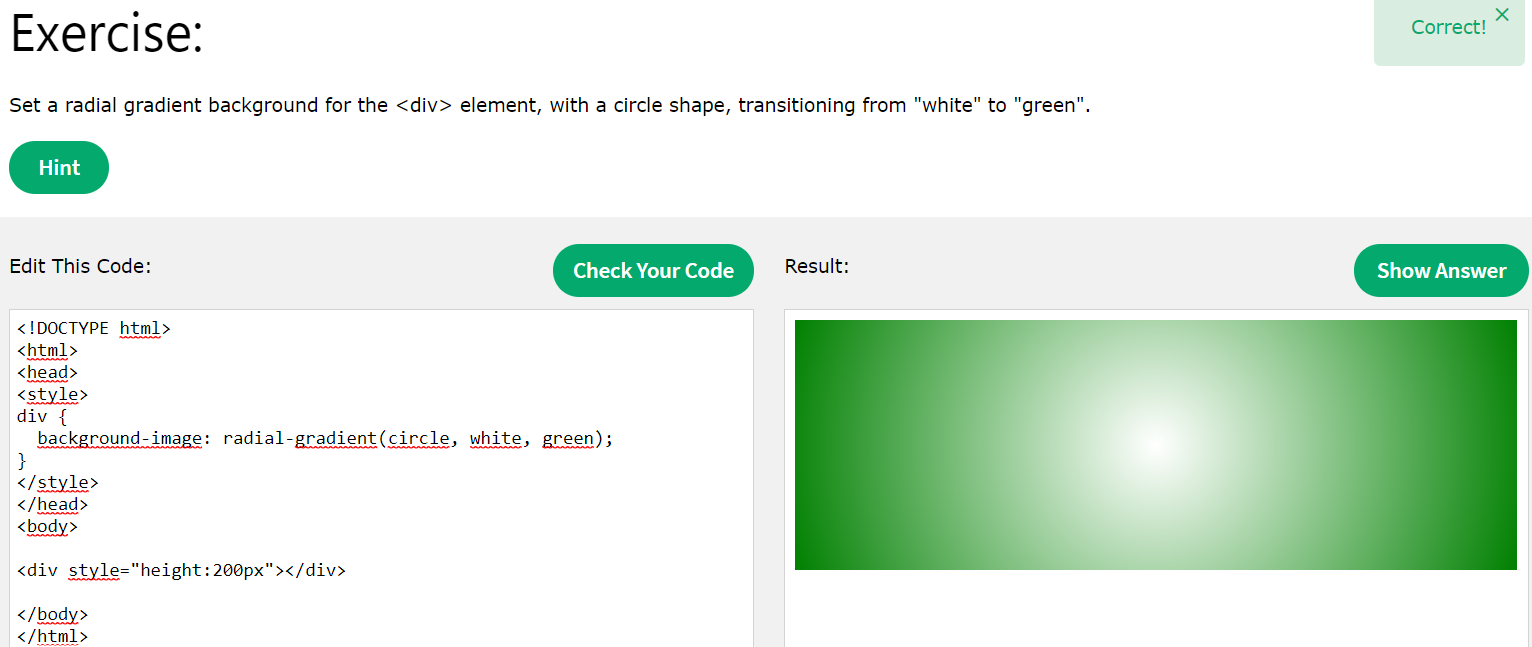 Exercise:
Correct! ×
Set a radial gradient background for the <div> element, with a circle shape, transitioning from "white" to "green".
Hint
Edit This Code:
Check Your Code
Result:
Show Answer
<!DOCTYPE html>
<html>
<head>
<style>
div {
  background-image: radial-gradient(circle, white, green);
}
</style>
</head>
<body>
<div style="height:200px"></div>
</body>
</html>